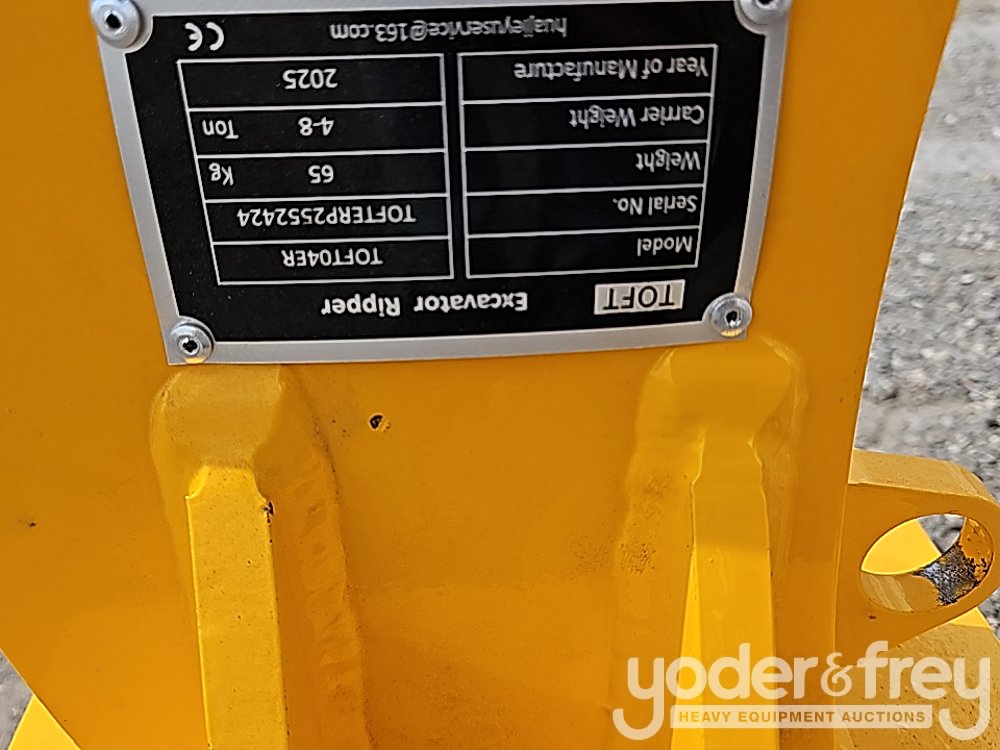 TOFT Excavator Ripper
Model TOFT04ER
Serial No. TOFTERP2552424
Weight 65 Kg
Carrier Weight 4-8 Ton
Year of Manufacture 2025
huajieyuservice@163.com CE
yoder&frey
HEAVY EQUIPMENT AUCTIONS